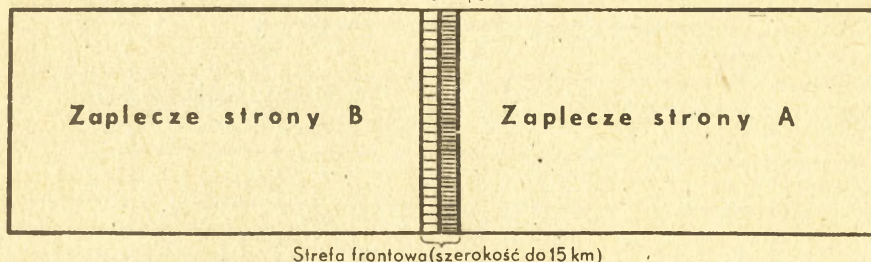 Zaplecze strony B
Zaplecze strony A
Strefa frontowa (szerokość do 15 km)